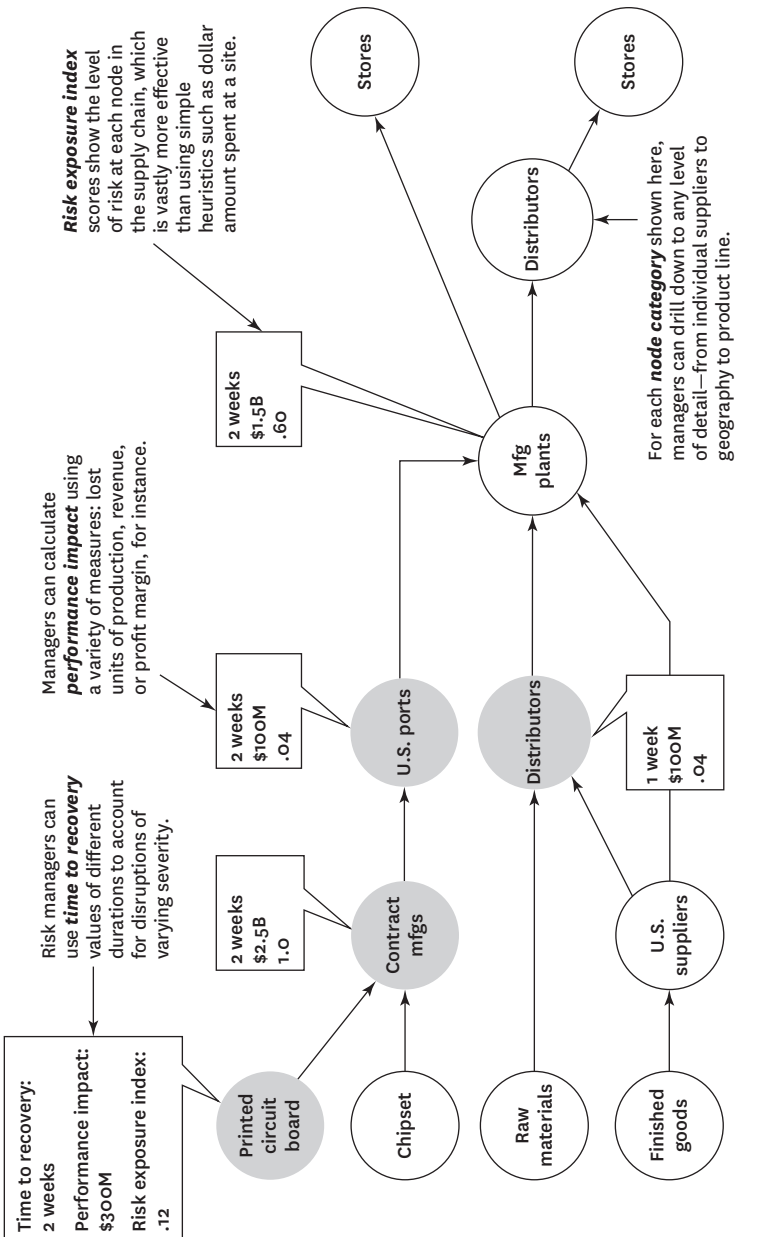 Time to recovery:
2 weeks
Performance impact:
$300M
Risk exposure index:
.12
Risk managers can
use time to recovery
values of different
durations to account
for disruptions of
varying severity.
Managers can calculate
performance impact using
a variety of measures: lost
units of production, revenue,
or profit margin, for instance.
Risk exposure index
scores show the level
of risk at each node in
the supply chain, which
is vastly more effective
than using simple
heuristics such as dollar
amount spent at a site.
2 weeks
$2.5B
1.0
2 weeks
$100M
.04
2 weeks
$1.5B
.60
Printed
circuit
board
Chipset
Contract
mfgs
U.S. ports
Stores
Raw
materials
Distributors
Mfg
plants
Distributors
Stores
Finished
goods
U.S.
suppliers
1 week
$100M
.04
For each node category shown here,
managers can drill down to any level
of detail—from individual suppliers to
geography to product line.